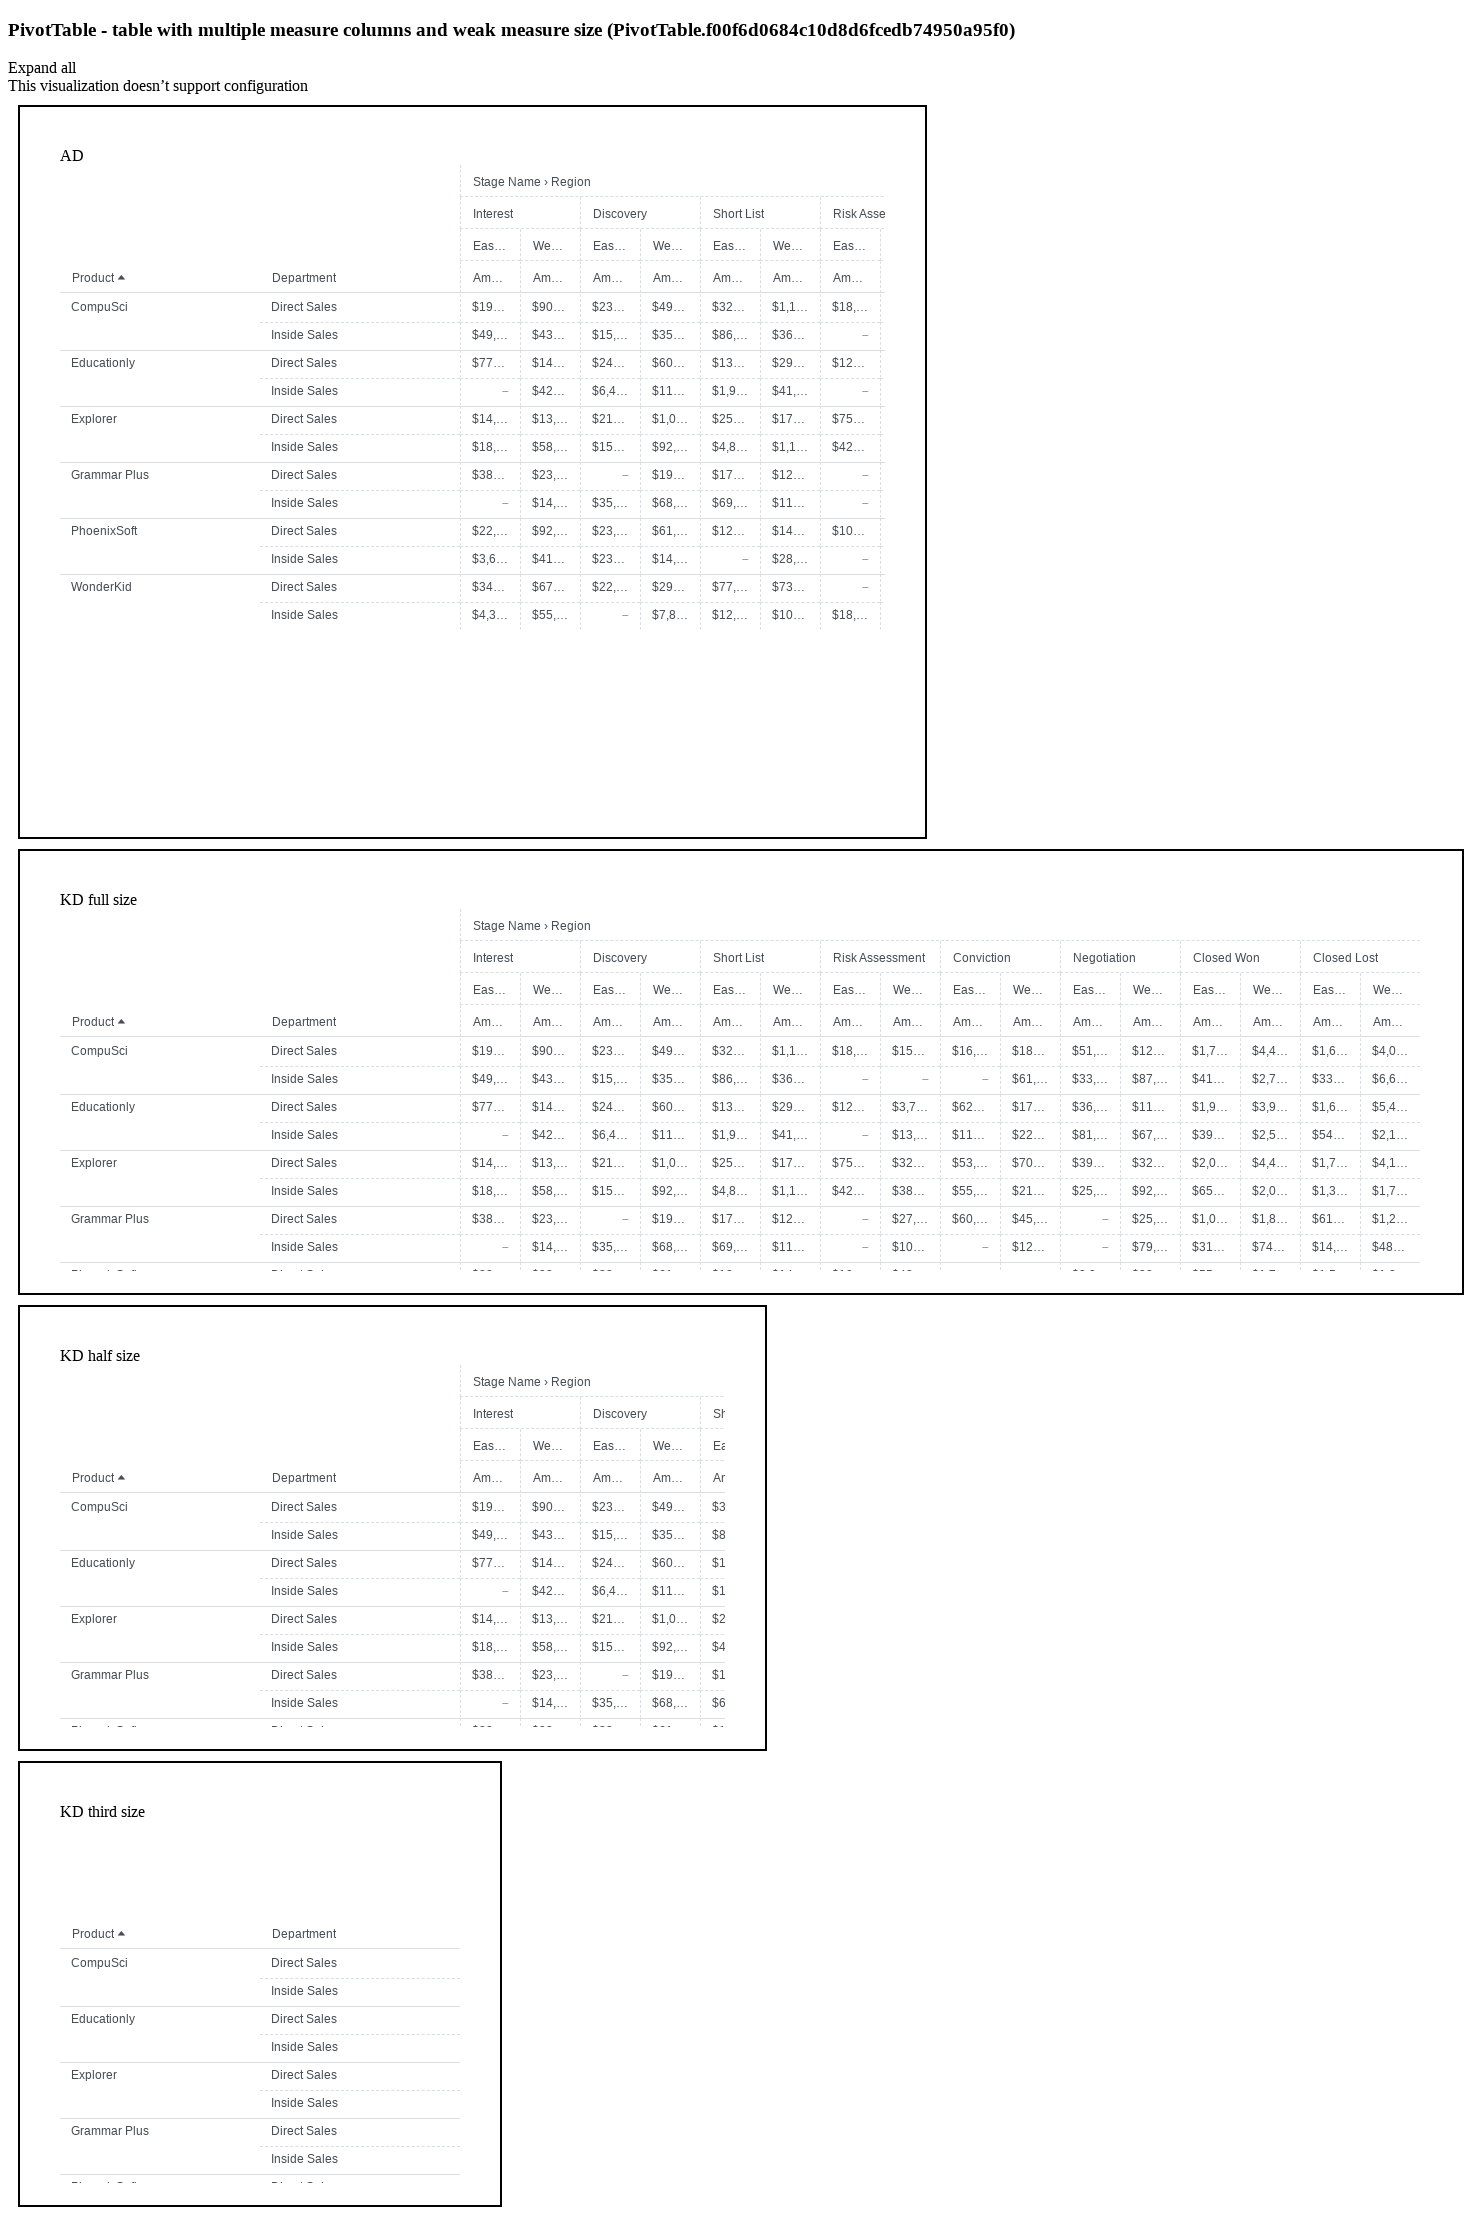 PivotTable - table with multiple measure columns and weak measure size (PivotTable.f00f6d0684c10d8d6fcedb74950a95f0)
Expand all
This visualization doesn’t support configuration
AD
Stage Name › Region
Interest Discovery Short List Risk Asse
Eas… We… Eas… We… Eas… We… Eas…
Product Department Am… Am… Am… Am… Am… Am… Am…
CompuSci Direct Sales $19… $90… $23… $49… $32… $1,1… $18,…
Inside Sales $49,… $43… $15,… $35… $86,… $36… –
Educationly Direct Sales $77… $14… $24… $60… $13… $29… $12…
Inside Sales – $42… $6,4… $11… $1,9… $41,… –
Explorer Direct Sales $14,… $13,… $21… $1,0… $25… $17… $75…
Inside Sales $18,… $58,… $15… $92,… $4,8… $1,1… $42…
Grammar Plus Direct Sales $38… $23,… – $19… $17… $12… –
Inside Sales – $14,… $35,… $68,… $69,… $11… –
PhoenixSoft Direct Sales $22,… $92,… $23,… $61,… $12… $14… $10…
Inside Sales $3,6… $41… $23… $14,… – $28,… –
WonderKid Direct Sales $34… $67… $22,… $29… $77,… $73… –
Inside Sales $4,3… $55,… – $7,8… $12,… $10… $18,…
KD full size
Stage Name › Region
Interest Discovery Short List Risk Assessment Conviction Negotiation Closed Won Closed Lost
Eas… We… Eas… We… Eas… We… Eas… We… Eas… We… Eas… We… Eas… We… Eas… We…
Product Department Am… Am… Am… Am… Am… Am… Am… Am… Am… Am… Am… Am… Am… Am… Am… Am…
CompuSci Direct Sales $19… $90… $23… $49… $32… $1,1… $18,… $15… $16,… $18… $51,… $12… $1,7… $4,4… $1,6… $4,0…
Inside Sales $49,… $43… $15,… $35… $86,… $36… – – – $61,… $33,… $87,… $41… $2,7… $33… $6,6…
Educationly Direct Sales $77… $14… $24… $60… $13… $29… $12… $3,7… $62… $17… $36,… $11… $1,9… $3,9… $1,6… $5,4…
Inside Sales – $42… $6,4… $11… $1,9… $41,… – $13,… $11… $22… $81,… $67,… $39… $2,5… $54… $2,1…
Explorer Direct Sales $14,… $13,… $21… $1,0… $25… $17… $75… $32… $53,… $70… $39… $32… $2,0… $4,4… $1,7… $4,1…
Inside Sales $18,… $58,… $15… $92,… $4,8… $1,1… $42… $38… $55,… $21… $25,… $92,… $65… $2,0… $1,3… $1,7…
Grammar Plus Direct Sales $38… $23,… – $19… $17… $12… – $27,… $60,… $45,… – $25,… $1,0… $1,8… $61… $1,2…
Inside Sales – $14,… $35,… $68,… $69,… $11… – $10… – $12… – $79,… $31… $74… $14,… $48…
KD half size
Stage Name › Region
Interest Discovery Sh
Eas… We… Eas… We… Ea
Product Department Am… Am… Am… Am… Am
CompuSci Direct Sales $19… $90… $23… $49… $3
Inside Sales $49,… $43… $15,… $35… $8
Educationly Direct Sales $77… $14… $24… $60… $1
Inside Sales – $42… $6,4… $11… $1
Explorer Direct Sales $14,… $13,… $21… $1,0… $2
Inside Sales $18,… $58,… $15… $92,… $4
Grammar Plus Direct Sales $38… $23,… – $19… $1
Inside Sales – $14,… $35,… $68,… $6
KD third size
Product Department
CompuSci Direct Sales
Inside Sales
Educationly Direct Sales
Inside Sales
Explorer Direct Sales
Inside Sales
Grammar Plus Direct Sales
Inside Sales